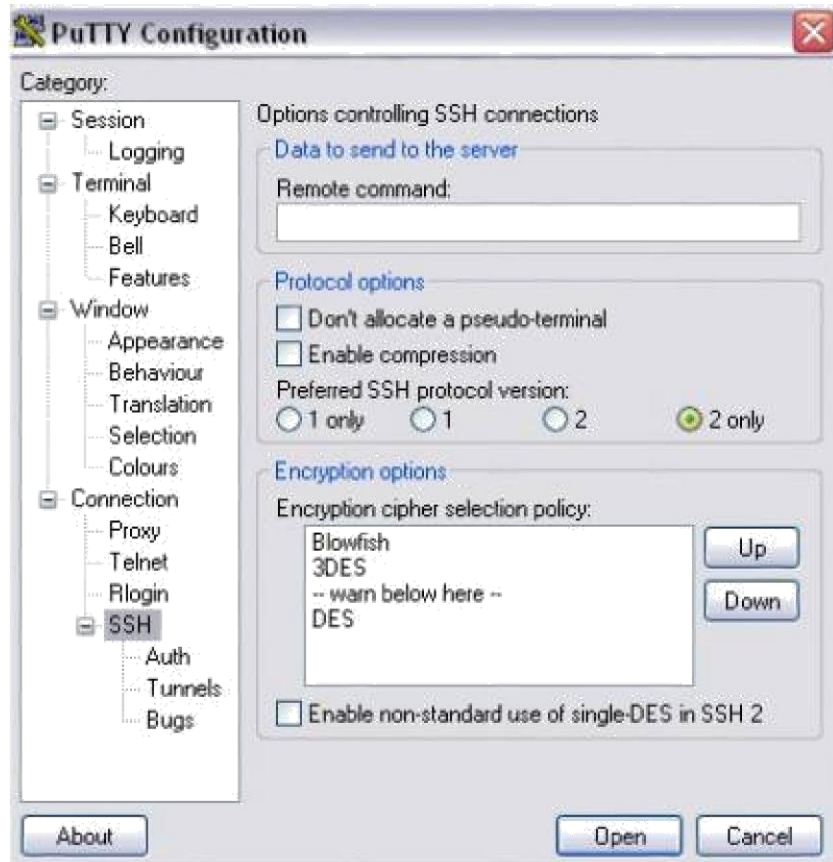 PuTTY Configuration
Category:
Session
Logging
Terminal
Keyboard
Bell
Features
Window
Appearance
Behaviour
Translation
Selection
Colours
Connection
Proxy
Telnet
Rlogin
SSH
Auth
Tunnels
Bugs
Options controlling SSH connections
Data to send to the server
Remote command:
Protocol options
Don't allocate a pseudo-terminal
Enable compression
Preferred SSH protocol version:
1 only 1 2 2 only
Encryption options
Encryption cipher selection policy:
Blowfish
3DES
-- warn below here --
DES
Up
Down
Enable non-standard use of single-DES in SSH 2
About
Open
Cancel